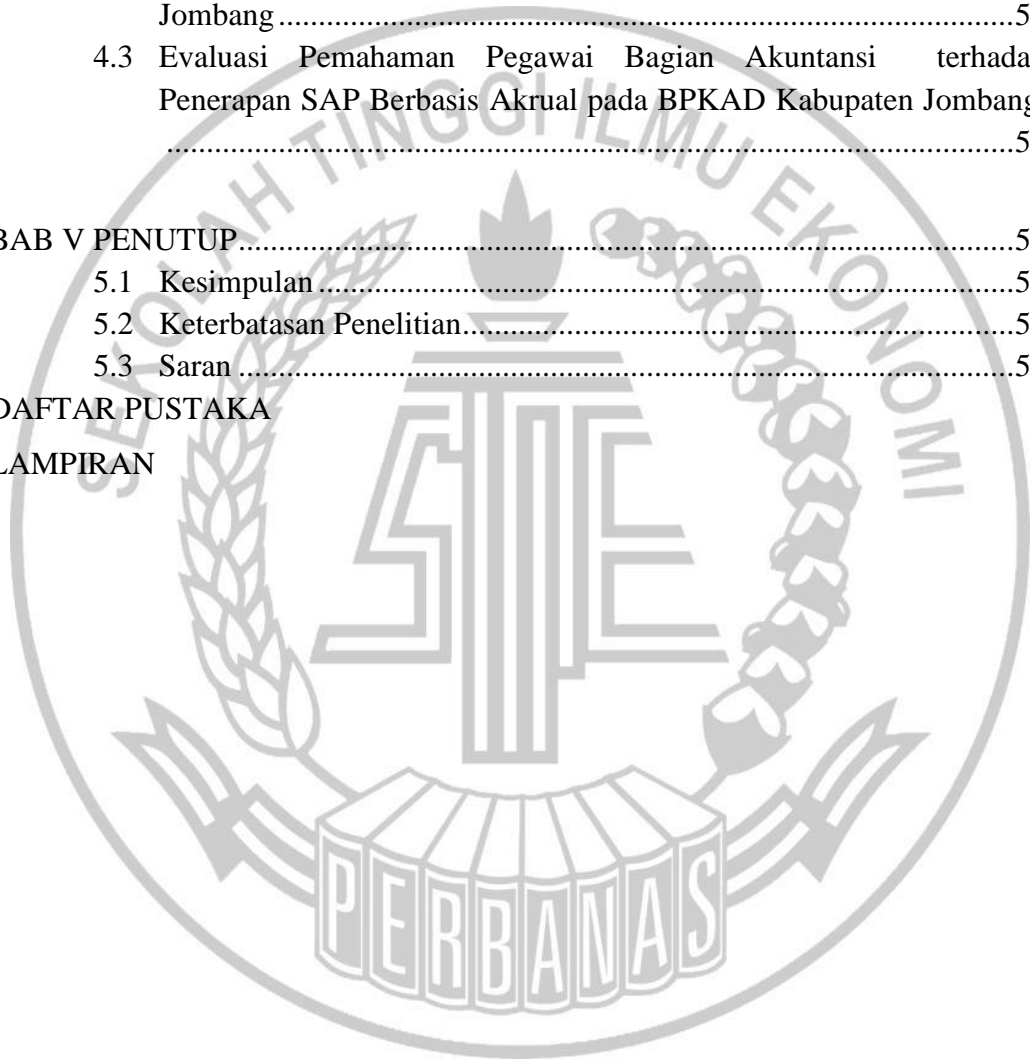 Jombang ............................................................................................5
4.3 Evaluasi Pemahaman Pegawai Bagian Akuntansi terhada
Penerapan SAP Berbasis Akrual pada BPKAD Kabupaten Jombang
............................................................................................................5
BAB V PENUTUP.................................................................................................5
5.1 Kesimpulan.........................................................................................5
5.2 Keterbatasan Penelitian......................................................................5
5.3 Saran ...................................................................................................5
DAFTAR PUSTAKA
LAMPIRAN
SEKOLAH TINGGI ILMU EKONOMI
STIE
PERBANAS